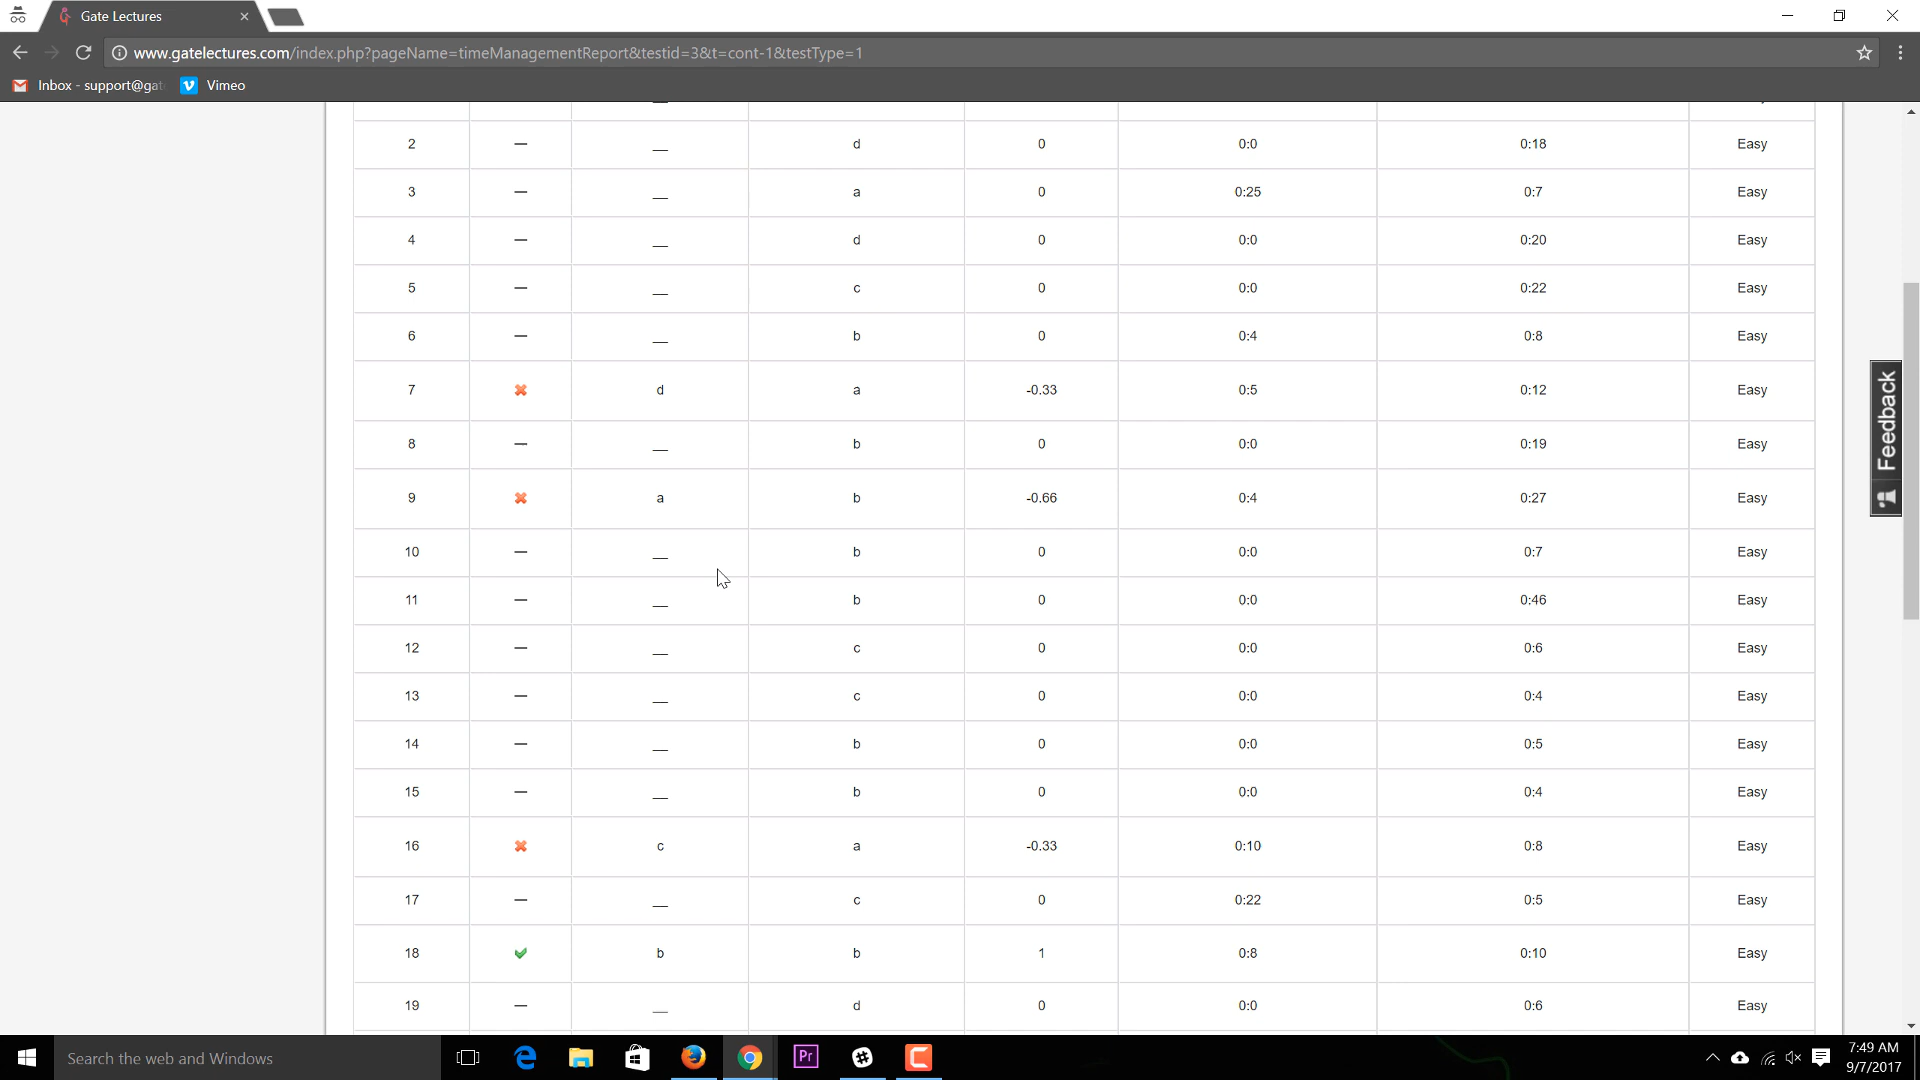 Gate Lectures
www.gatelectures.com/index.php?pageName=timeManagementReport&testid=3&t=cont-1&testType=1
Inbox - support@gat Vimeo
2 — __ d 0 0:0 0:18 Easy
3 — __ a 0 0:25 0:7 Easy
4 — __ d 0 0:0 0:20 Easy
5 — __ c 0 0:0 0:22 Easy
6 — __ b 0 0:4 0:8 Easy
7 d a -0.33 0:5 0:12 Easy
8 — __ b 0 0:0 0:19 Easy
9 a b -0.66 0:4 0:27 Easy
10 — __ b 0 0:0 0:7 Easy
11 — __ b 0 0:0 0:46 Easy
12 — __ c 0 0:0 0:6 Easy
13 — __ c 0 0:0 0:4 Easy
14 — __ b 0 0:0 0:5 Easy
15 — __ b 0 0:0 0:4 Easy
16 c a -0.33 0:10 0:8 Easy
17 — __ c 0 0:22 0:5 Easy
18 b b 1 0:8 0:10 Easy
19 — __ d 0 0:0 0:6 Easy
Feedback
Search the web and Windows
Pr
7:49 AM
9/7/2017